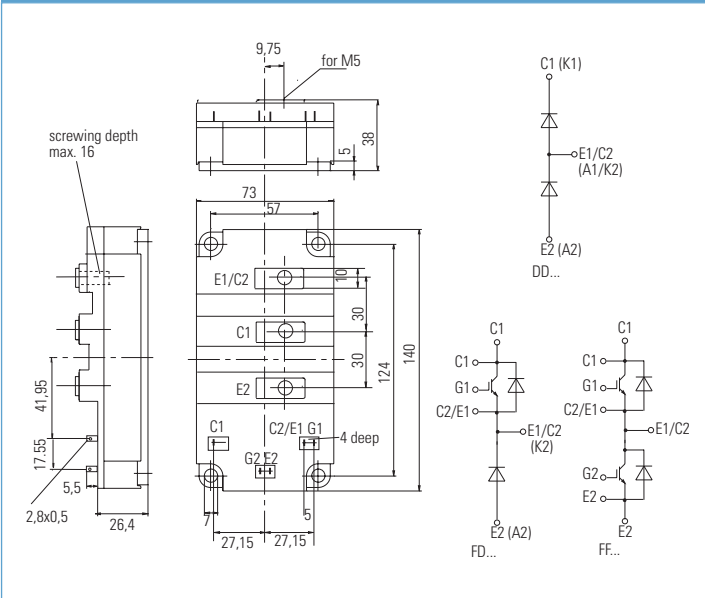 9,75
for M5
screwing depth
max. 16
38
5
73
57
E1/C2
10
30
C1
30
E2
124
140
41,95
17.55
C1
C2/E1 G1
4 deep
G2 E2
5,5
2,8x0,5
26,4
7
5
27,15
27,15
C1 (K1)
E1/C2
(A1/K2)
E2 (A2)
DD...
C1
C1
G1
C2/E1
E1/C2
(K2)
E2 (A2)
FD...
C1
C1
G1
C2/E1
E1/C2
G2
E2
E2
FF...